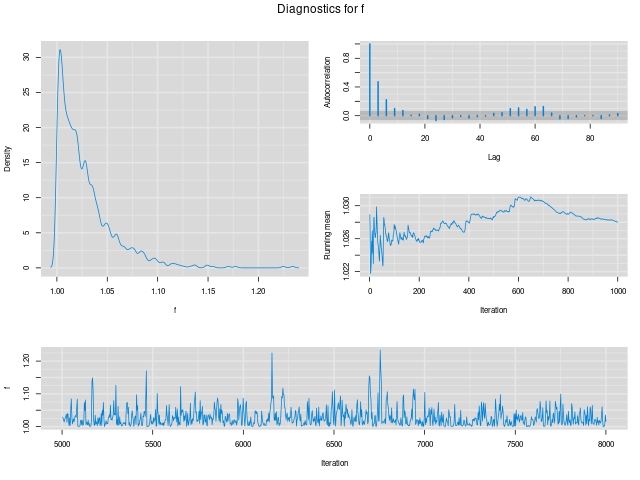 Diagnostics for f
Density
0 5 10 15 20 25 30
1.00 1.05 1.10 1.15 1.20
f
Autocorrelation
0.0 0.4 0.8
0 20 40 60 80
Lag
Running mean
1.022 1.026 1.030
0 200 400 600 800 1000
Iteration
f
1.00 1.10 1.20
5000 5500 6000 6500 7000 7500 8000
Iteration